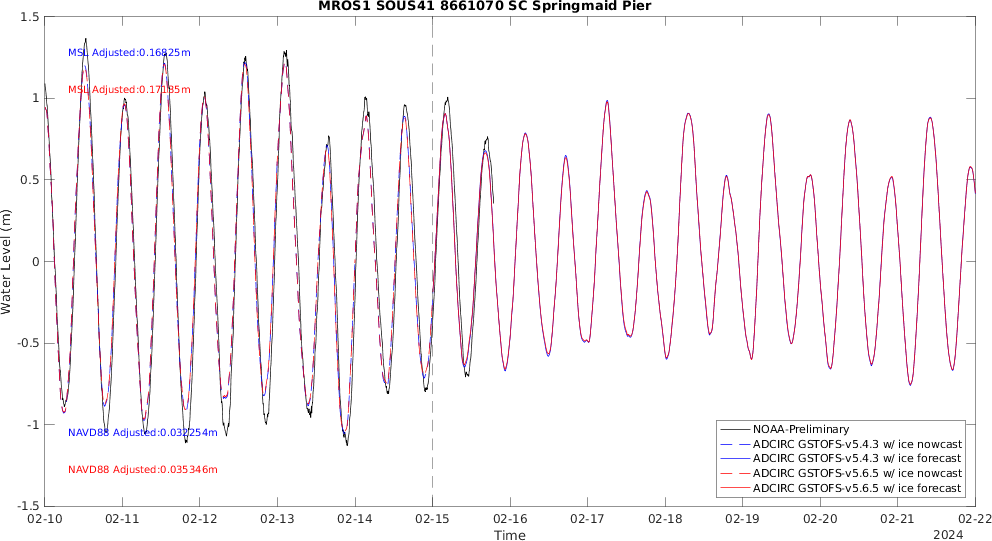 MROS1 SOUS41 8661070 SC Springmaid Pier
1.5
1
0.5
0
-0.5
-1
-1.5
Water Level (m)
MSL Adjusted:0.16825m
MSL Adjusted:0.17185m
NAVD88 Adjusted:0.032254m
NAVD88 Adjusted:0.035346m
NOAA-Preliminary
ADCIRC GSTOFS-v5.4.3 w/ ice nowcast
ADCIRC GSTOFS-v5.4.3 w/ ice forecast
ADCIRC GSTOFS-v5.6.5 w/ ice nowcast
ADCIRC GSTOFS-v5.6.5 w/ ice forecast
02-10 02-11 02-12 02-13 02-14 02-15 02-16 02-17 02-18 02-19 02-20 02-21 02-22
Time
2024